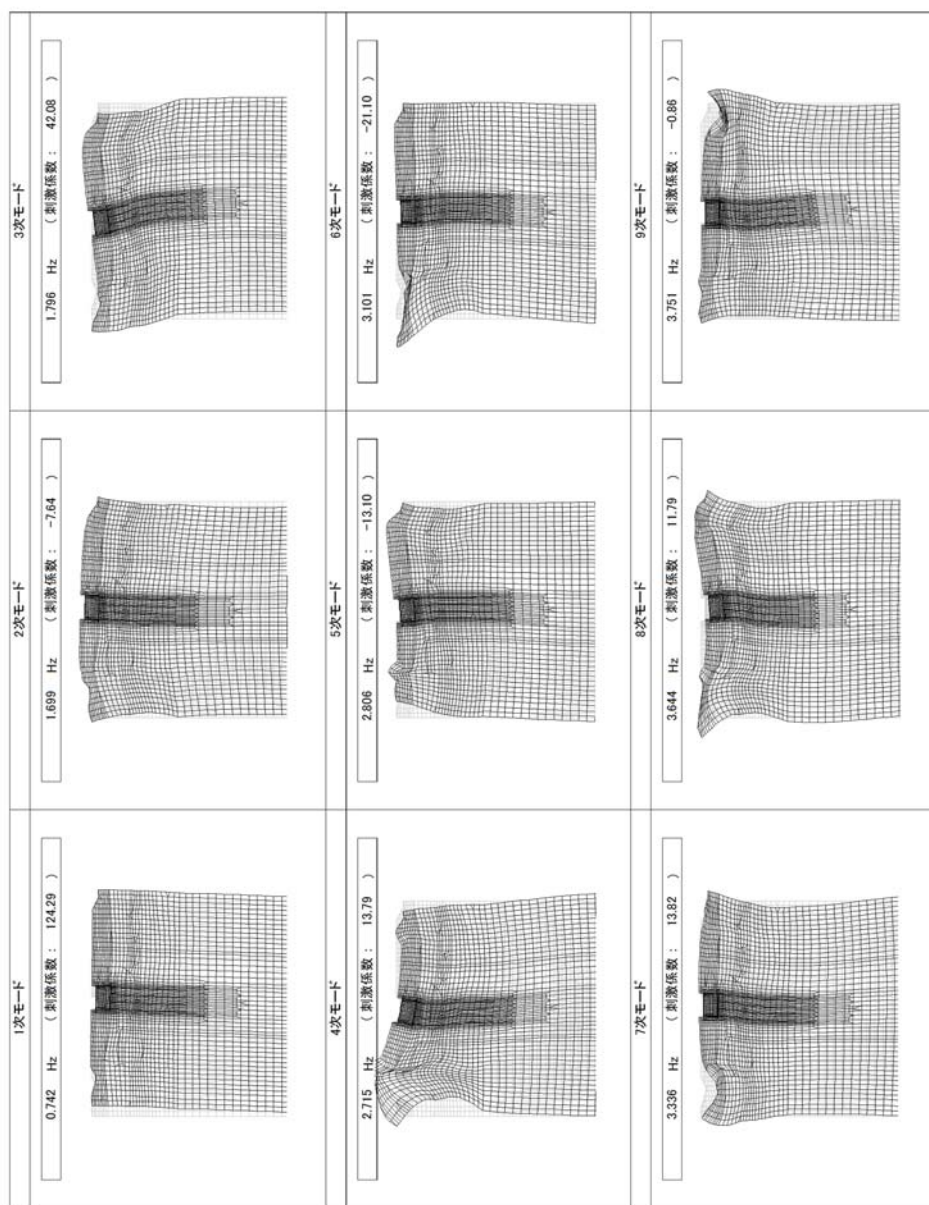 1次モード
0.742 Hz （刺激係数： 124.29 ）
2次モード
1.699 Hz （刺激係数： -7.64 ）
3次モード
1.796 Hz （刺激係数： 42.08 ）
4次モード
2.715 Hz （刺激係数： 13.79 ）
5次モード
2.806 Hz （刺激係数： -13.10 ）
6次モード
3.101 Hz （刺激係数： -21.10 ）
7次モード
3.336 Hz （刺激係数： 13.82 ）
8次モード
3.644 Hz （刺激係数： 11.79 ）
9次モード
3.751 Hz （刺激係数： -0.86 ）